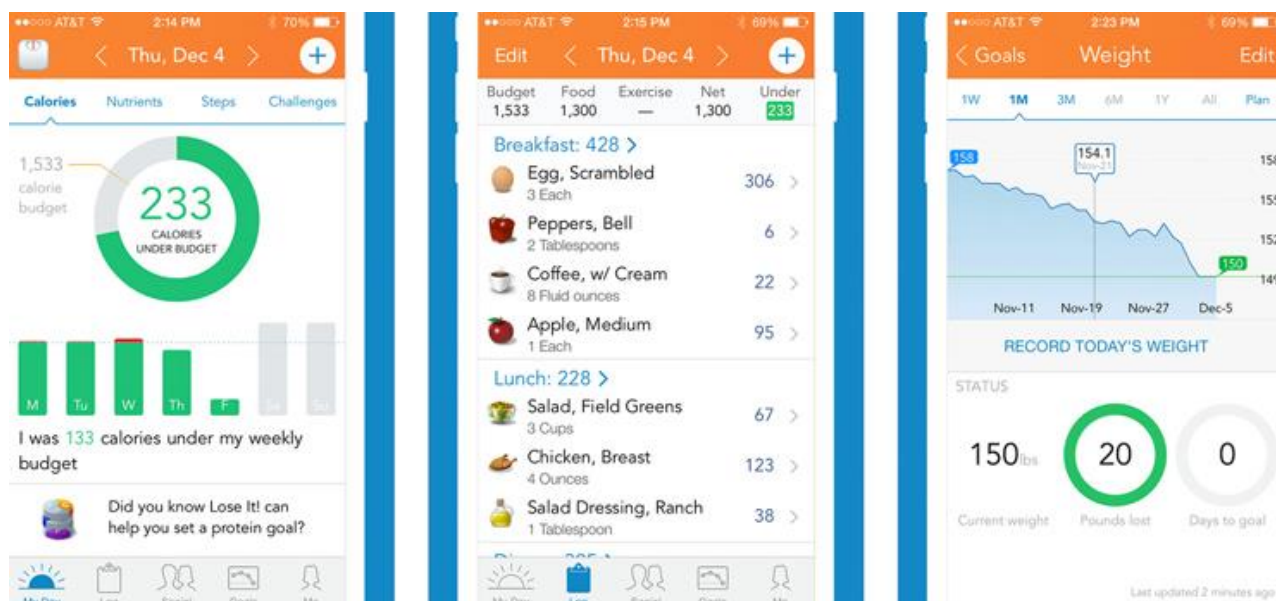 AT&T 2:14 PM 70%
Thu, Dec 4
Calories Nutrients Steps Challenges
1,533
calorie
budget
233
CALORIES
UNDER BUDGET
M Tu W Th F Sa Su
I was 133 calories under my weekly
budget
Did you know Lose It! can
help you set a protein goal?
AT&T 2:15 PM 69%
Edit Thu, Dec 4
Budget Food Exercise Net Under
1,533 1,300 — 1,300 233
Breakfast: 428 >
Egg, Scrambled 306
3 Each
Peppers, Bell 6
2 Tablespoons
Coffee, w/ Cream 22
8 Fluid ounces
Apple, Medium 95
1 Each
Lunch: 228 >
Salad, Field Greens 67
3 Cups
Chicken, Breast 123
4 Ounces
Salad Dressing, Ranch 38
1 Tablespoon
AT&T 2:23 PM 69%
Goals Weight Edit
1W 1M 3M 6M 1Y All Plan
158 154.1
Nov-21
150
Nov-11 Nov-19 Nov-27 Dec-5
RECORD TODAY'S WEIGHT
STATUS
150 lbs 20 0
Current weight Pounds lost Days to goal
Last updated 2 minutes ago